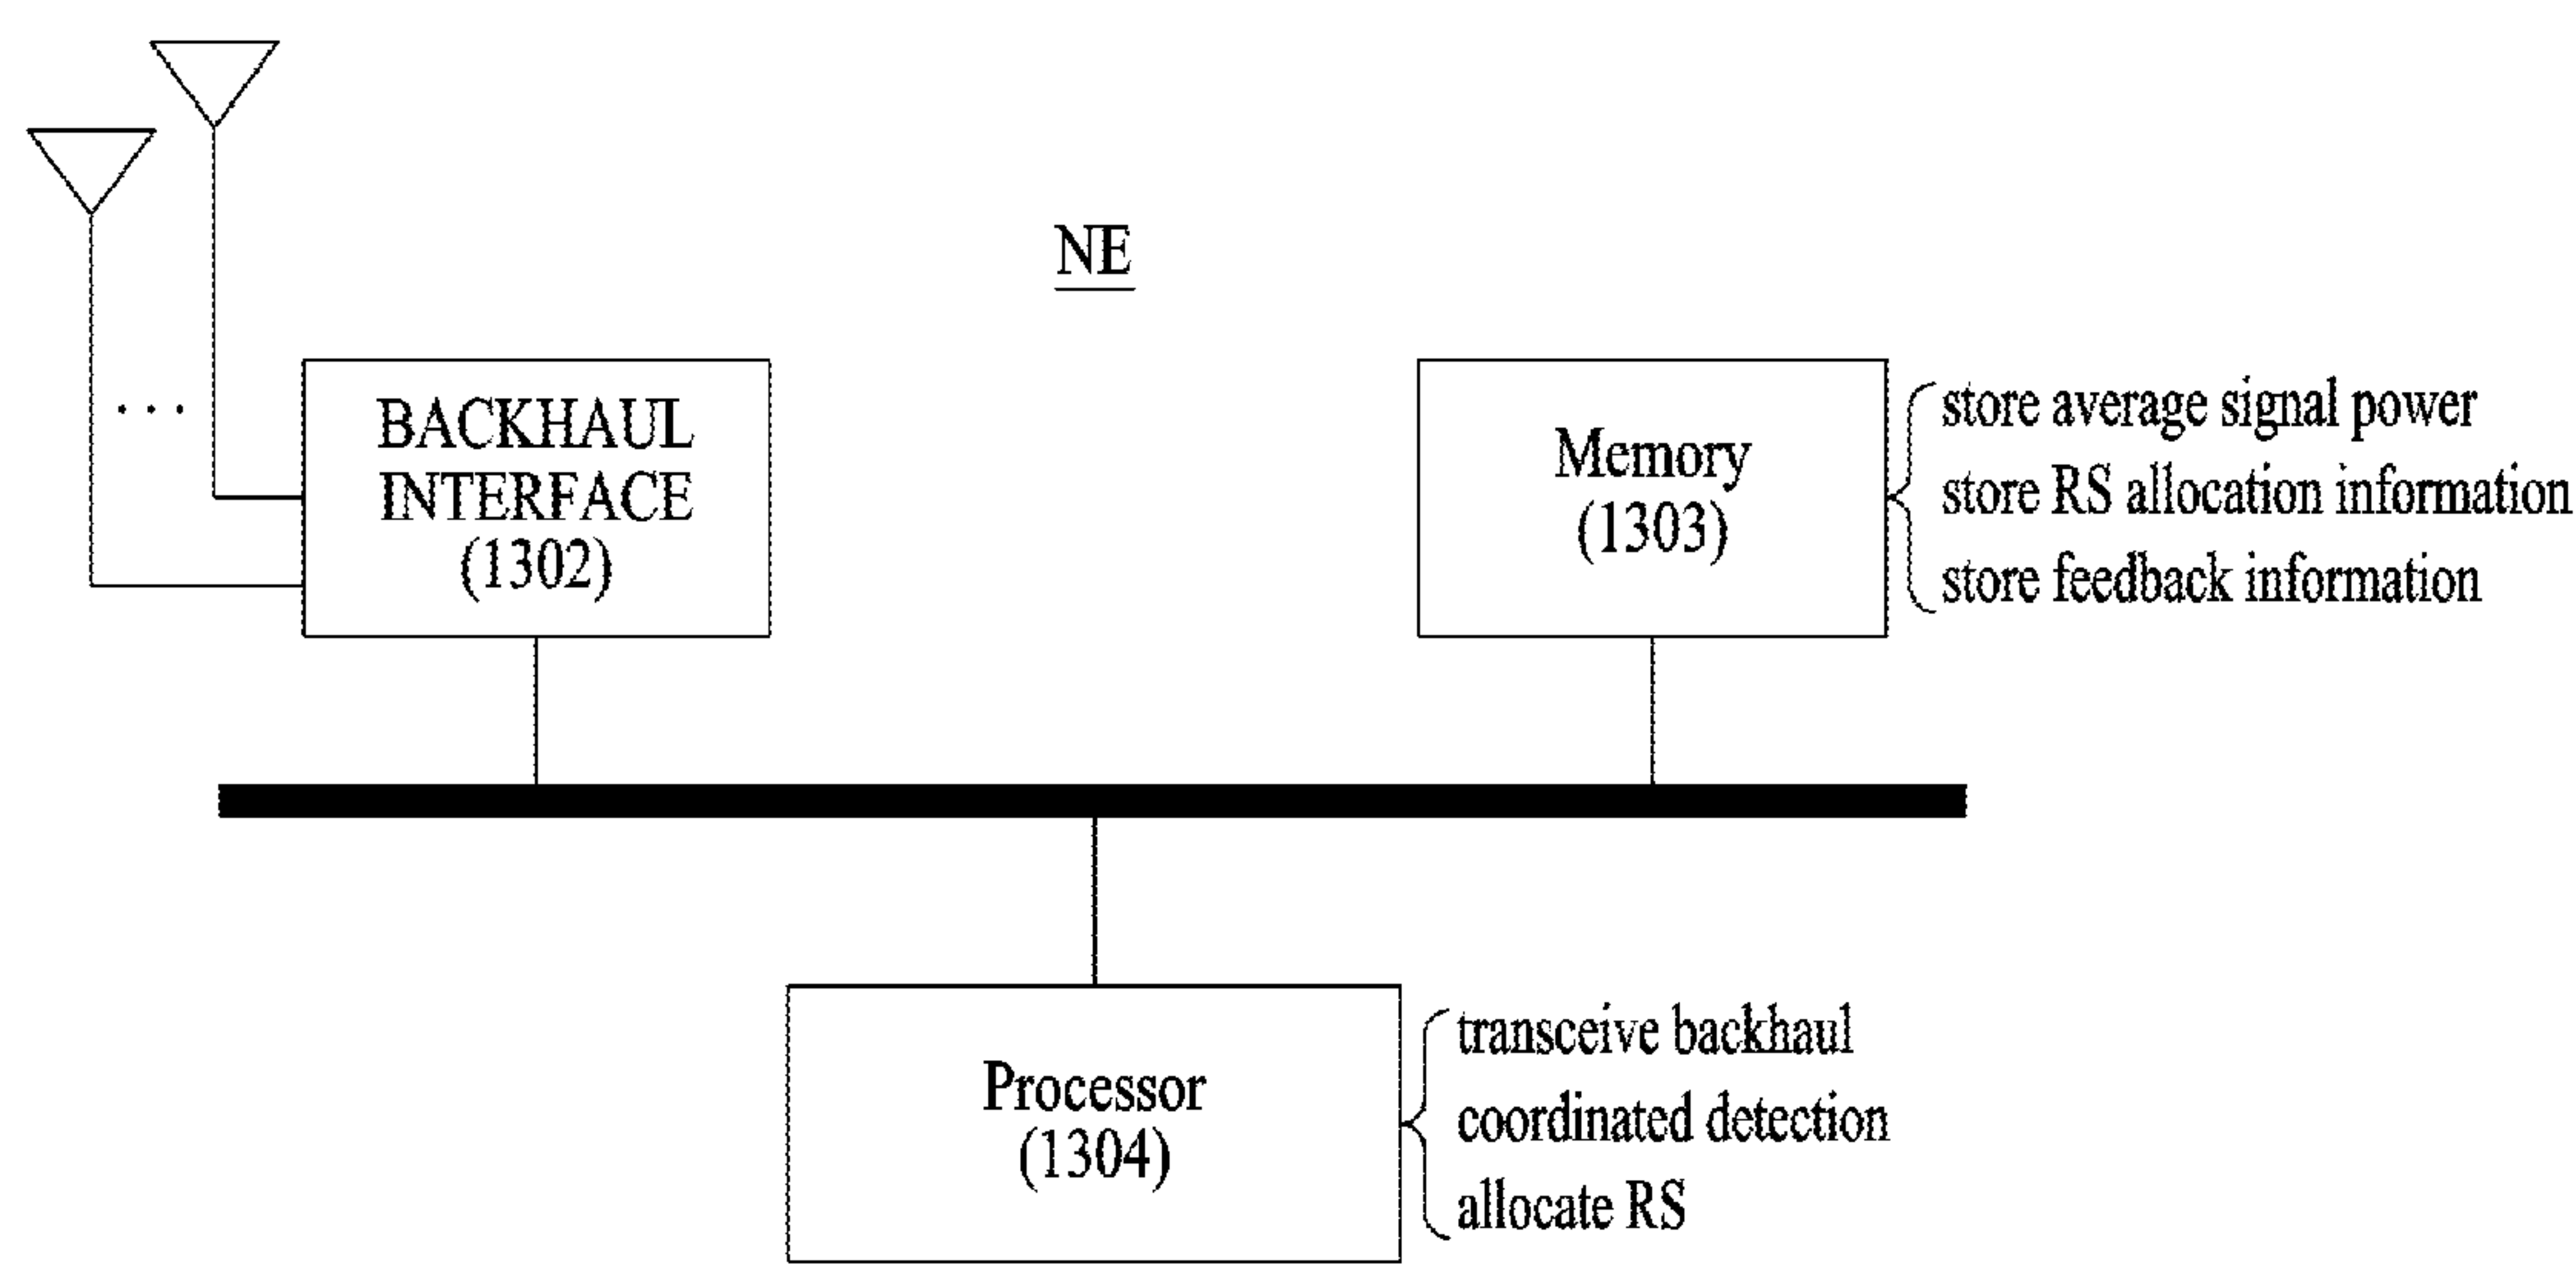 NE
BACKHAUL
INTERFACE
(1302)
Memory
(1303)
store average signal power
store RS allocation information
store feedback information
Processor
(1304)
transceive backhaul
coordinated detection
allocate RS